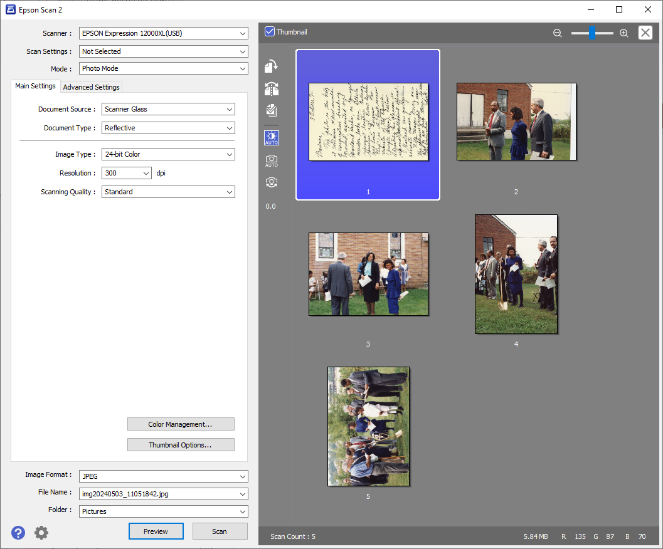 Epson Scan 2
Scanner : EPSON Expression 12000XL(USB)
Scan Settings : Not Selected
Mode : Photo Mode
Main Settings Advanced Settings
Document Source : Scanner Glass
Document Type : Reflective
Image Type : 24-bit Color
Resolution : 300 dpi
Scanning Quality : Standard
Color Management...
Thumbnail Options...
Image Format : JPEG
File Name : img20240503_11051842.jpg
Folder : Pictures
Preview Scan
Thumbnail
AUTO
AUTO
0.0
1
2
3
4
5
Scan Count : 5 5.84 MB R 135 G 87 B 70